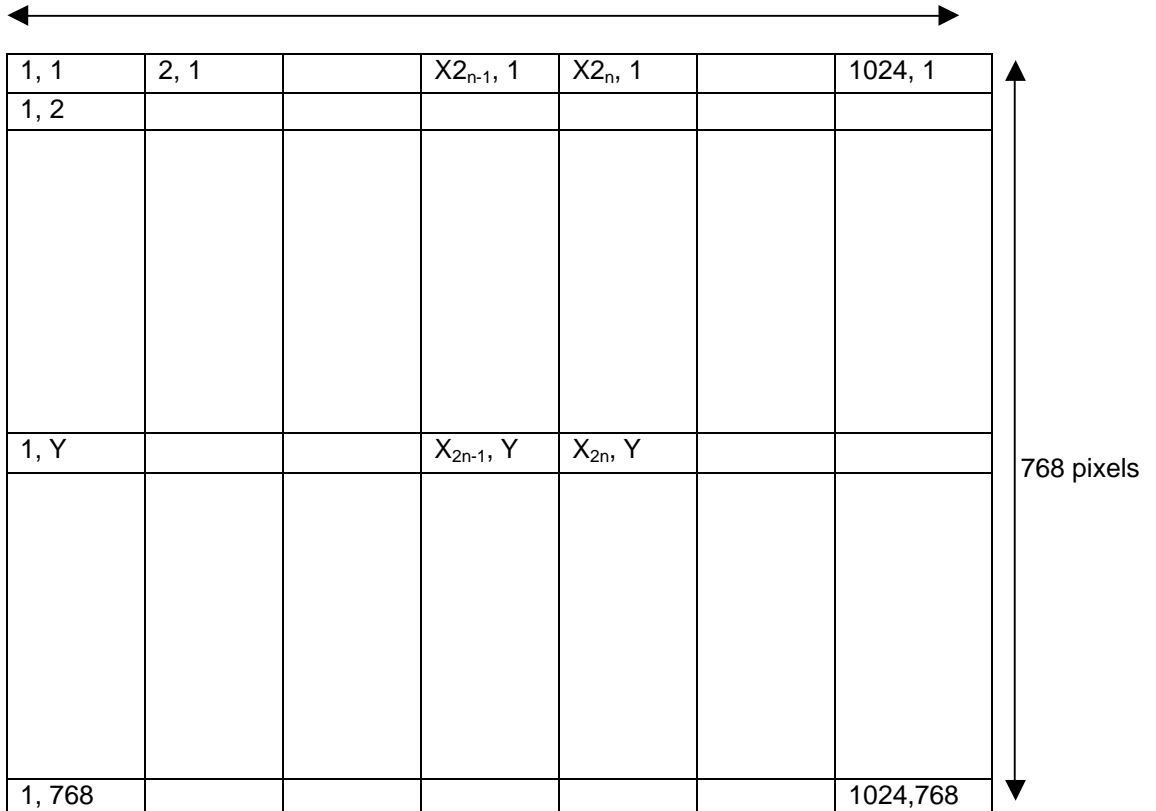 1, 1 2, 1 X2n-1, 1 X2n, 1 1024, 1
1, 2
1, Y X2n-1, Y X2n, Y
768 pixels
1, 768 1024,768